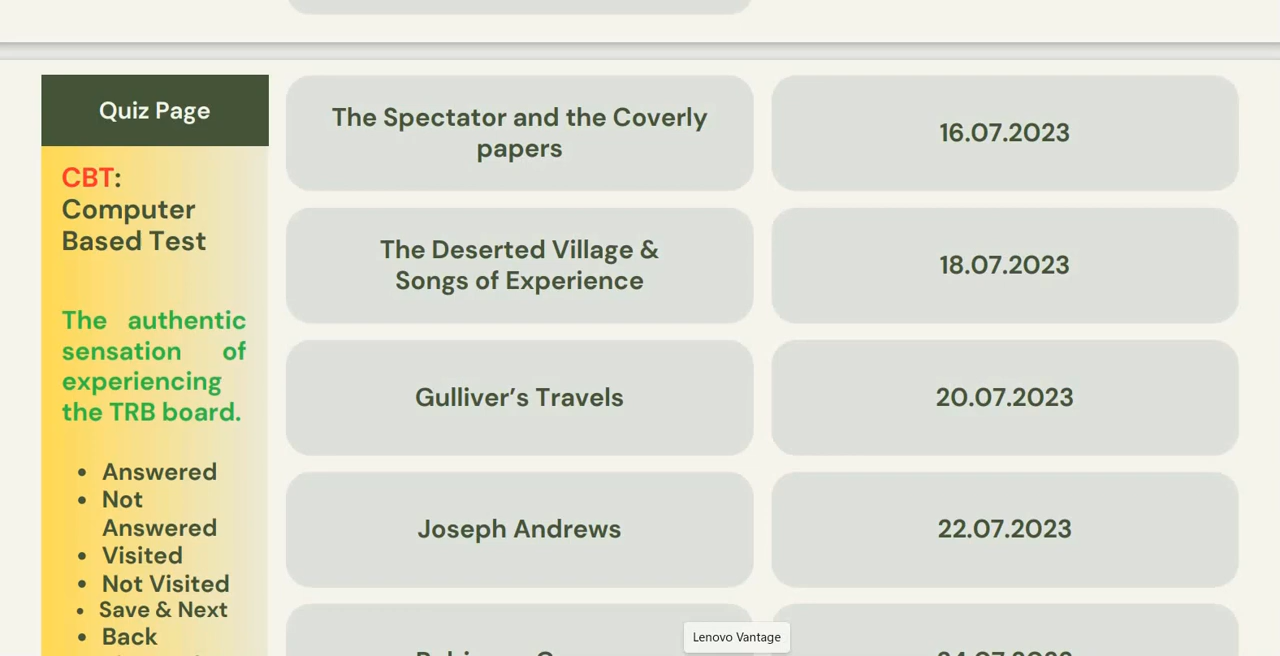 Quiz Page
CBT:
Computer
Based Test
The authentic
sensation of
experiencing
the TRB board.
• Answered
• Not
Answered
• Visited
• Not Visited
• Save & Next
• Back
The Spectator and the Coverly
papers
16.07.2023
The Deserted Village &
Songs of Experience
18.07.2023
Gulliver’s Travels
20.07.2023
Joseph Andrews
22.07.2023
Lenovo Vantage